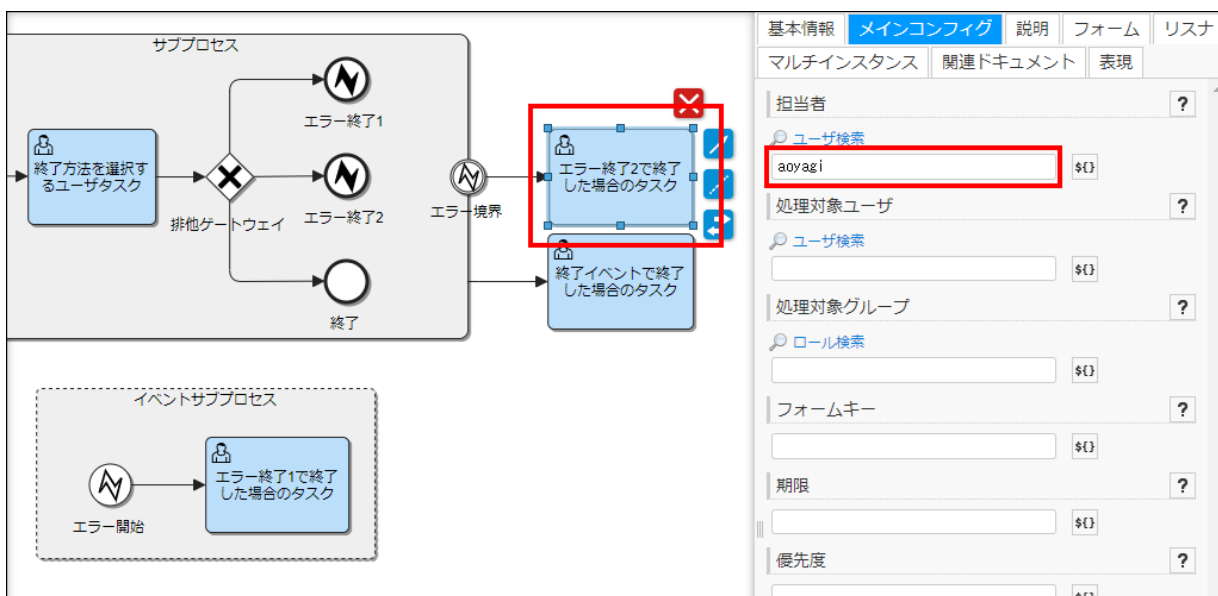 サブプロセス
エラー終了1
終了方法を選択す
るユーザタスク
排他ゲートウェイ
エラー終了2
終了
エラー境界
エラー終了2で終了
した場合のタスク
終了イベントで終了
した場合のタスク
イベントサブプロセス
エラー開始
エラー終了1で終了
した場合のタスク
基本情報 メインコンフィグ 説明 フォーム リスナ
マルチインスタンス 関連ドキュメント 表現
担当者 ?
ユーザ検索
aoyagi ${}
処理対象ユーザ ?
ユーザ検索
${}
処理対象グループ ?
ロール検索
${}
フォームキー ?
${}
期限 ?
${}
優先度 ?
${}